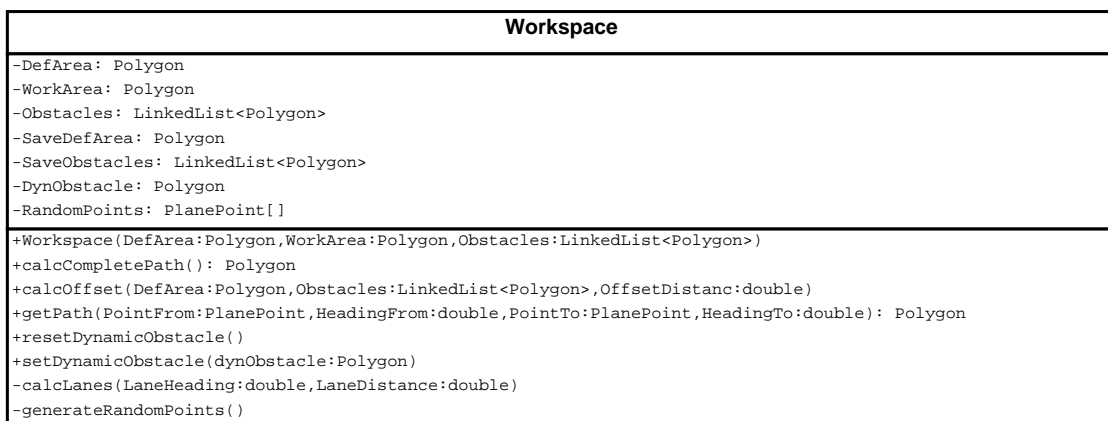 Workspace
-DefArea: Polygon
-WorkArea: Polygon
-Obstacles: LinkedList<Polygon>
-SaveDefArea: Polygon
-SaveObstacles: LinkedList<Polygon>
-DynObstacle: Polygon
-RandomPoints: PlanePoint[]
+Workspace(DefArea:Polygon,WorkArea:Polygon,Obstacles:LinkedList<Polygon>)
+calcCompletePath(): Polygon
+calcOffset(DefArea:Polygon,Obstacles:LinkedList<Polygon>,OffsetDistanc:double)
+getPath(PointFrom:PlanePoint,HeadingFrom:double,PointTo:PlanePoint,HeadingTo:double): Polygon
+resetDynamicObstacle()
+setDynamicObstacle(dynObstacle:Polygon)
-calcLanes(LaneHeading:double,LaneDistance:double)
-generateRandomPoints()